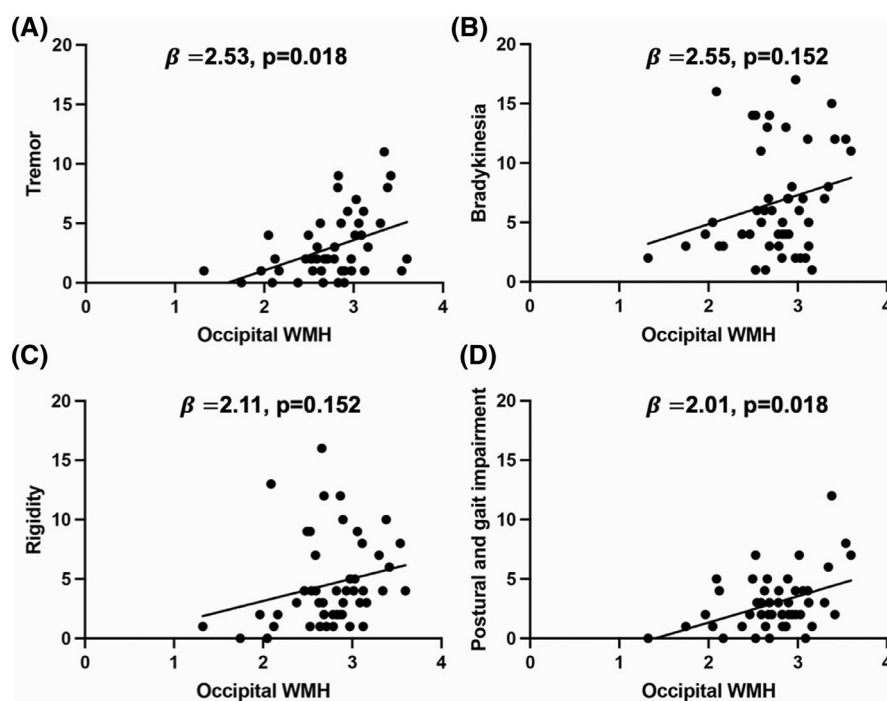 (A)
β =2.53, p=0.018
20
15
10
5
0
Tremor
0 1 2 3 4
Occipital WMH
(B)
β =2.55, p=0.152
20
15
10
5
0
Bradykinesia
0 1 2 3 4
Occipital WMH
(C)
β =2.11, p=0.152
20
15
10
5
0
Rigidity
0 1 2 3 4
Occipital WMH
(D)
β =2.01, p=0.018
20
15
10
5
0
Postural and gait impairment
0 1 2 3 4
Occipital WMH